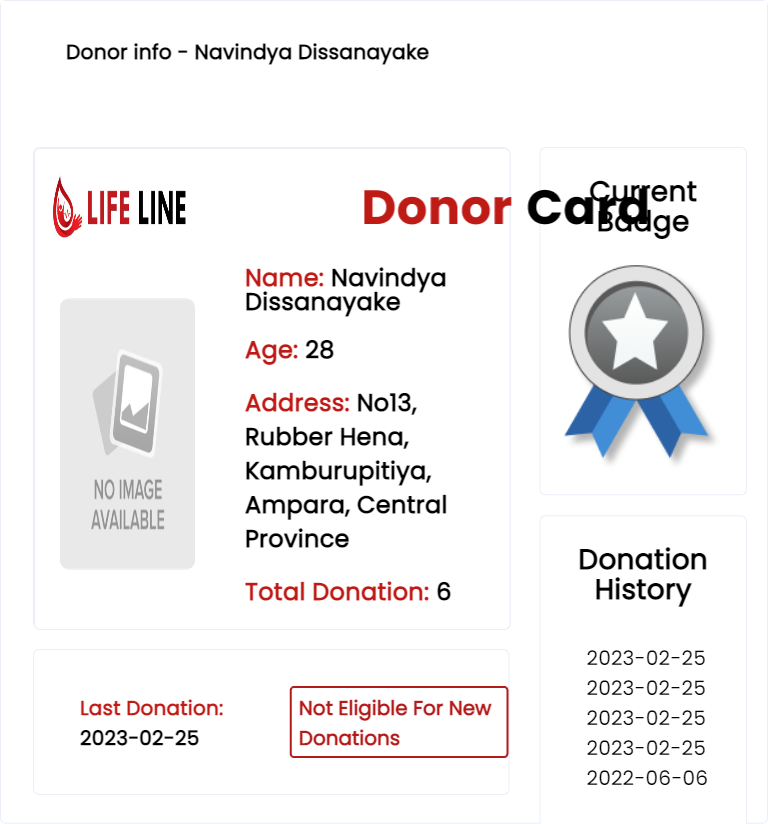 Donor info - Navindya Dissanayake
LIFE LINE
Donor Card
Name: Navindya
Dissanayake
Age: 28
Address: No13,
Rubber Hena,
Kamburupitiya,
Ampara, Central
Province
Total Donation: 6
NO IMAGE
AVAILABLE
Last Donation:
2023-02-25
Not Eligible For New
Donations
Current
Badge
Donation
History
2023-02-25
2023-02-25
2023-02-25
2023-02-25
2022-06-06